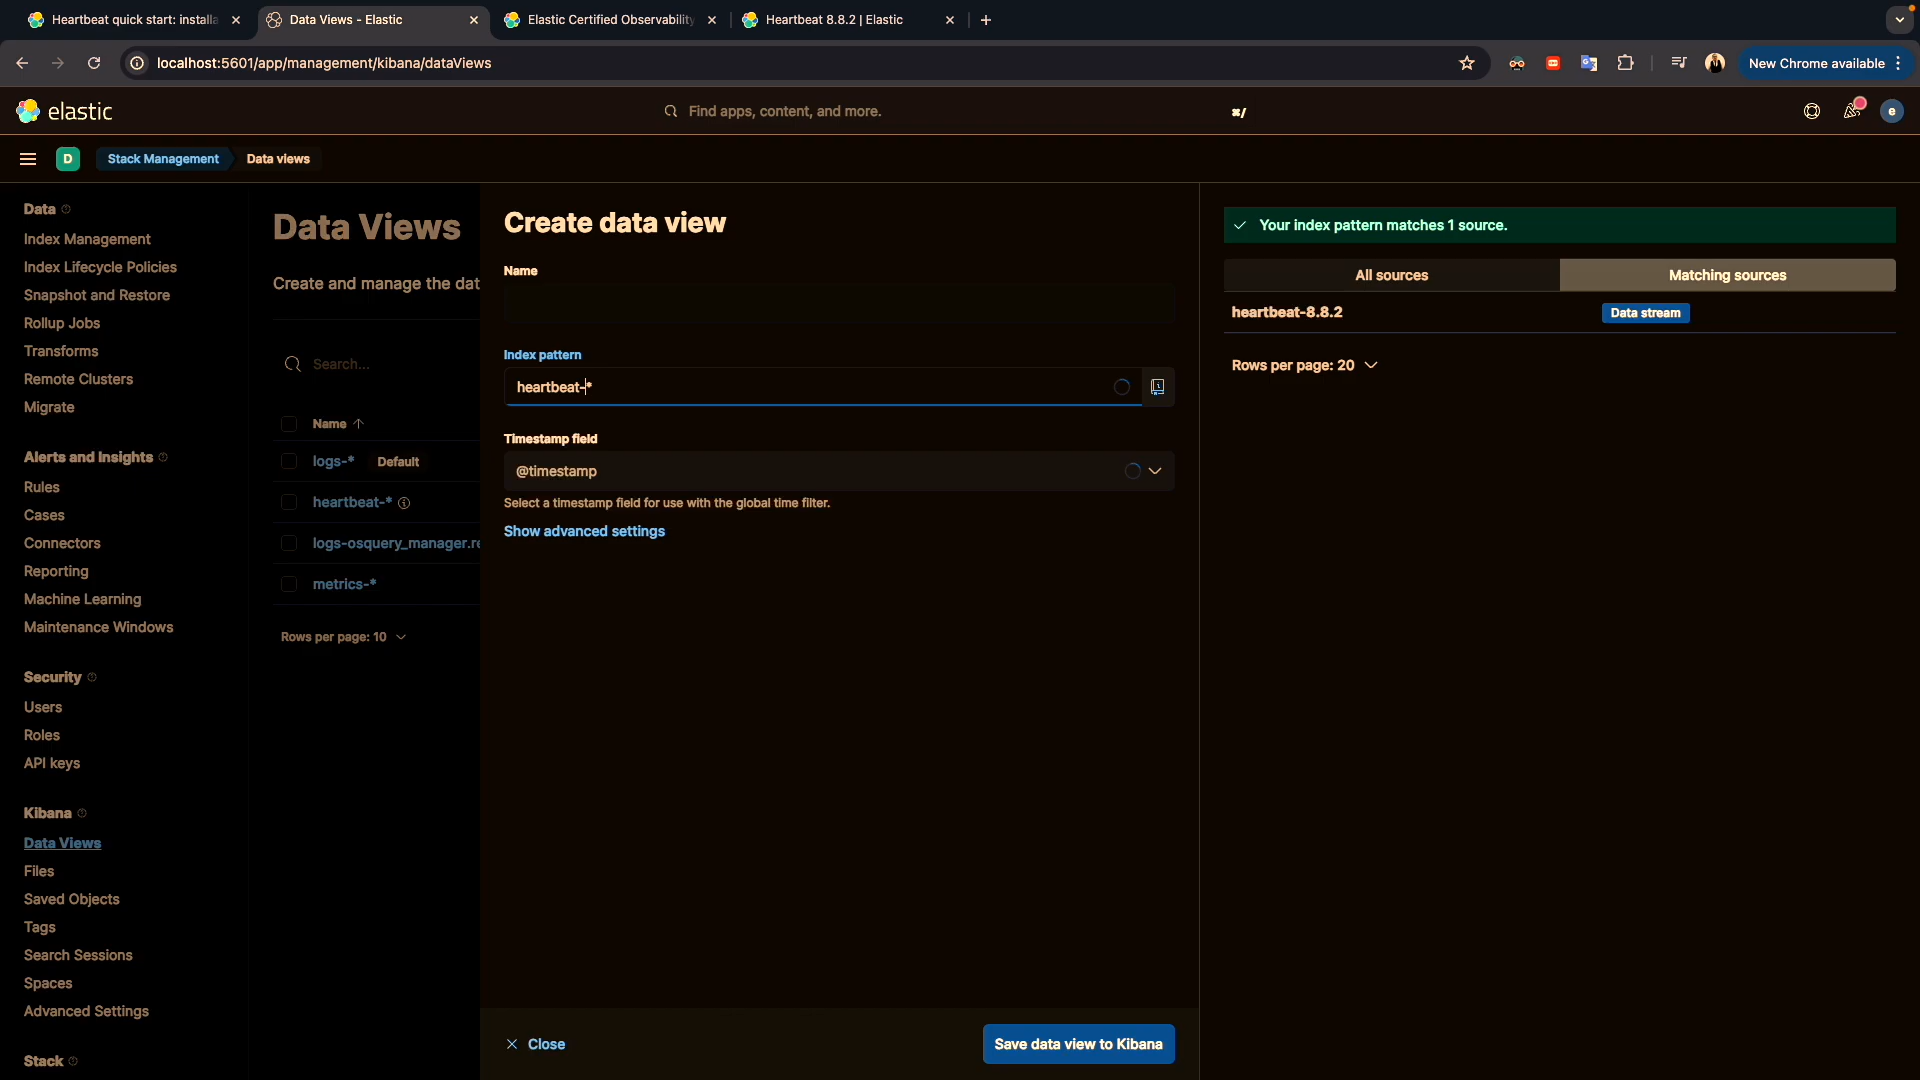 Heartbeat quick start: installa
Data Views - Elastic
Elastic Certified Observability
Heartbeat 8.8.2 | Elastic
localhost:5601/app/management/kibana/dataViews
New Chrome available
elastic
Find apps, content, and more.
⌘/
e
D
Stack Management
Data views
Data
Index Management
Index Lifecycle Policies
Snapshot and Restore
Rollup Jobs
Transforms
Remote Clusters
Migrate
Alerts and Insights
Rules
Cases
Connectors
Reporting
Machine Learning
Maintenance Windows
Security
Users
Roles
API keys
Kibana
Data Views
Files
Saved Objects
Tags
Search Sessions
Spaces
Advanced Settings
Stack
Data Views
Create and manage the dat
Search...
Name ↑
logs-* Default
heartbeat-*
logs-osquery_manager.re
metrics-*
Rows per page: 10
Create data view
Name
Index pattern
heartbeat-*
Timestamp field
@timestamp
Select a timestamp field for use with the global time filter.
Show advanced settings
Close
Save data view to Kibana
Your index pattern matches 1 source.
All sources
Matching sources
heartbeat-8.8.2
Data stream
Rows per page: 20